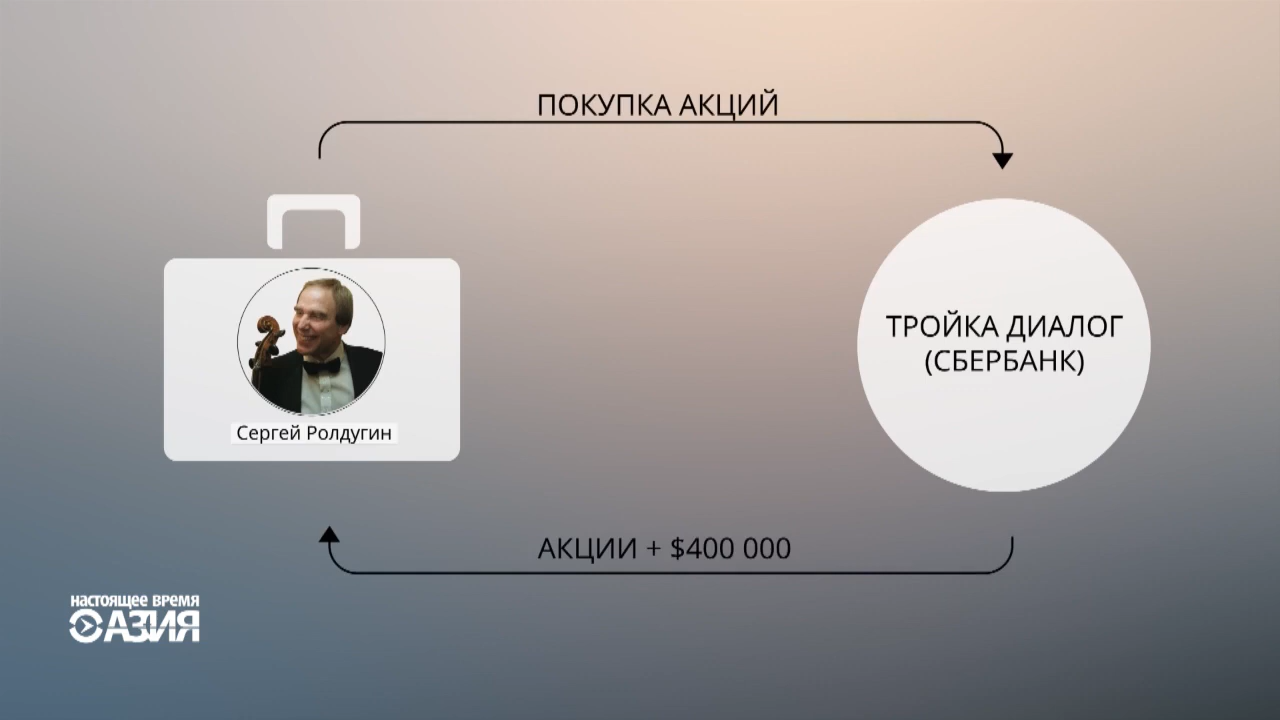 ПОКУПКА АКЦИЙ
ТРОЙКА ДИАЛОГ
(СБЕРБАНК)
Сергей Ролдугин
АКЦИИ + $400 000
НАСТОЯЩЕЕ ВРЕМЯ
АЗИЯ